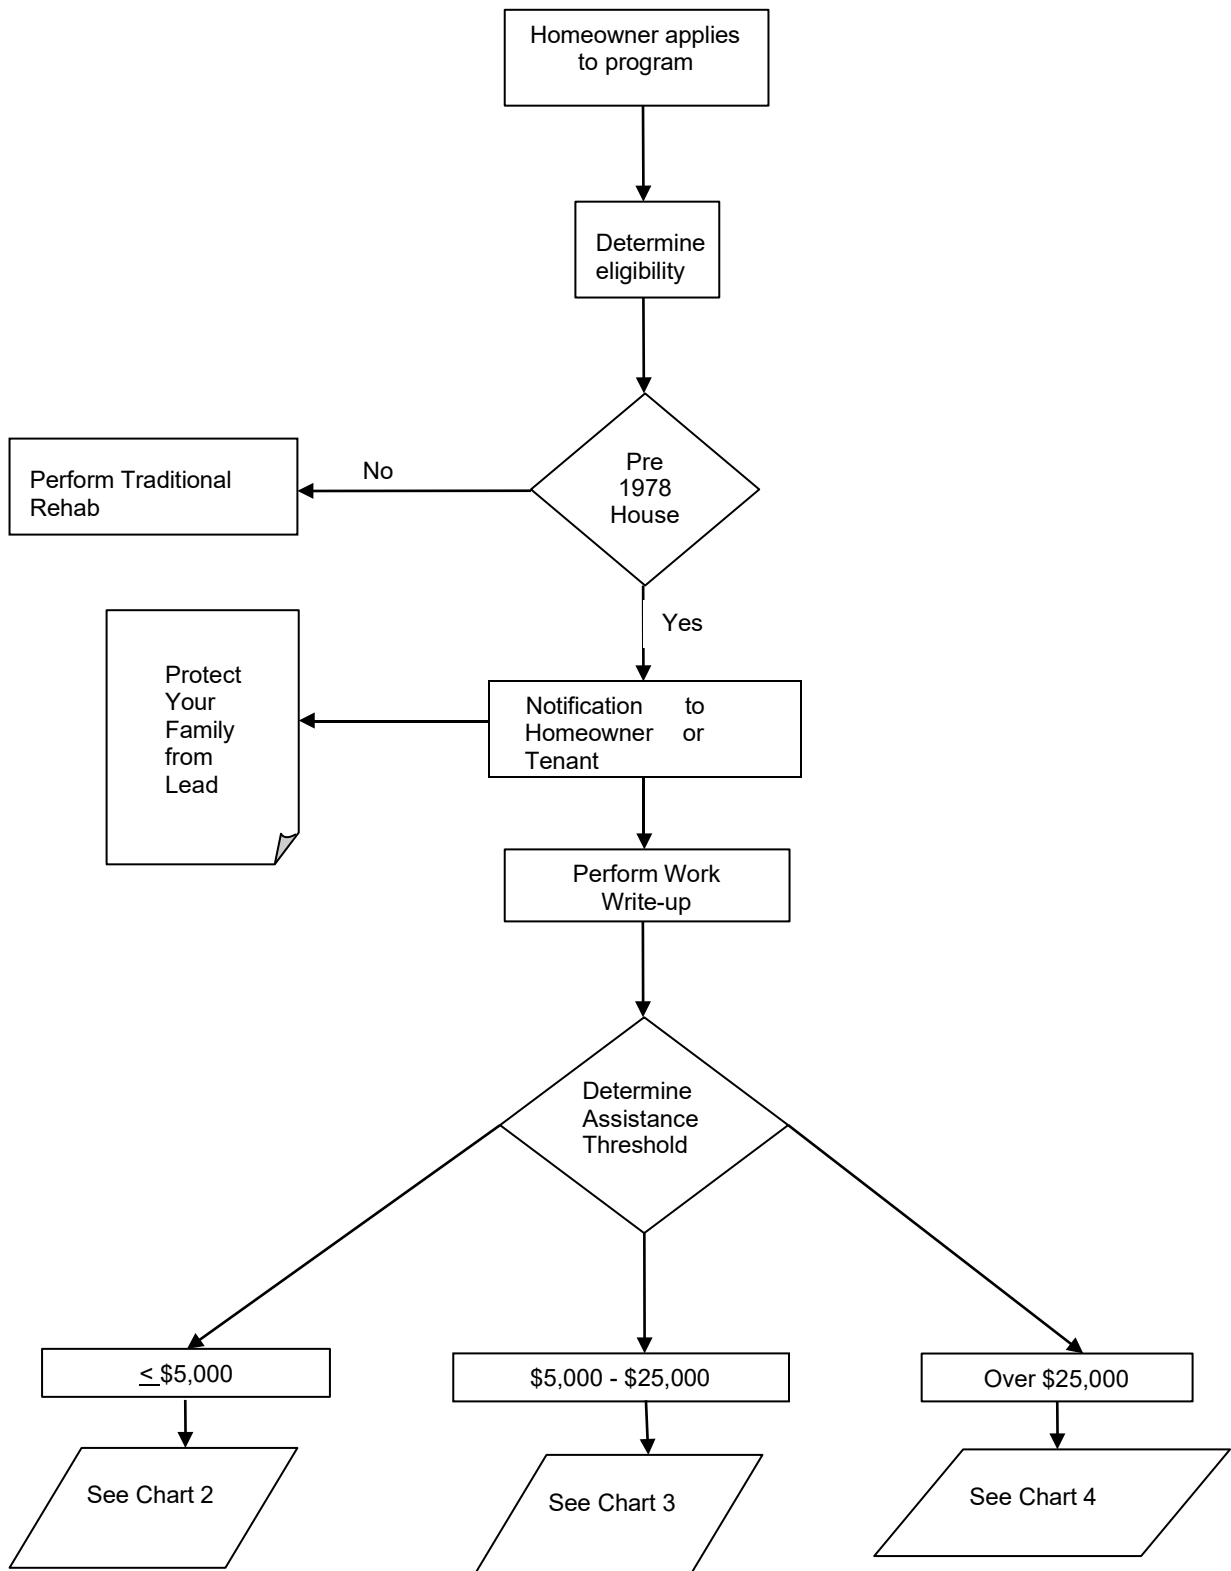 Homeowner applies
to program
Determine
eligibility
Pre
1978
House
No
Perform Traditional
Rehab
Yes
Protect
Your
Family
from
Lead
Notification to
Homeowner or
Tenant
Perform Work
Write-up
Determine
Assistance
Threshold
< $5,000
$5,000 - $25,000
Over $25,000
See Chart 2
See Chart 3
See Chart 4